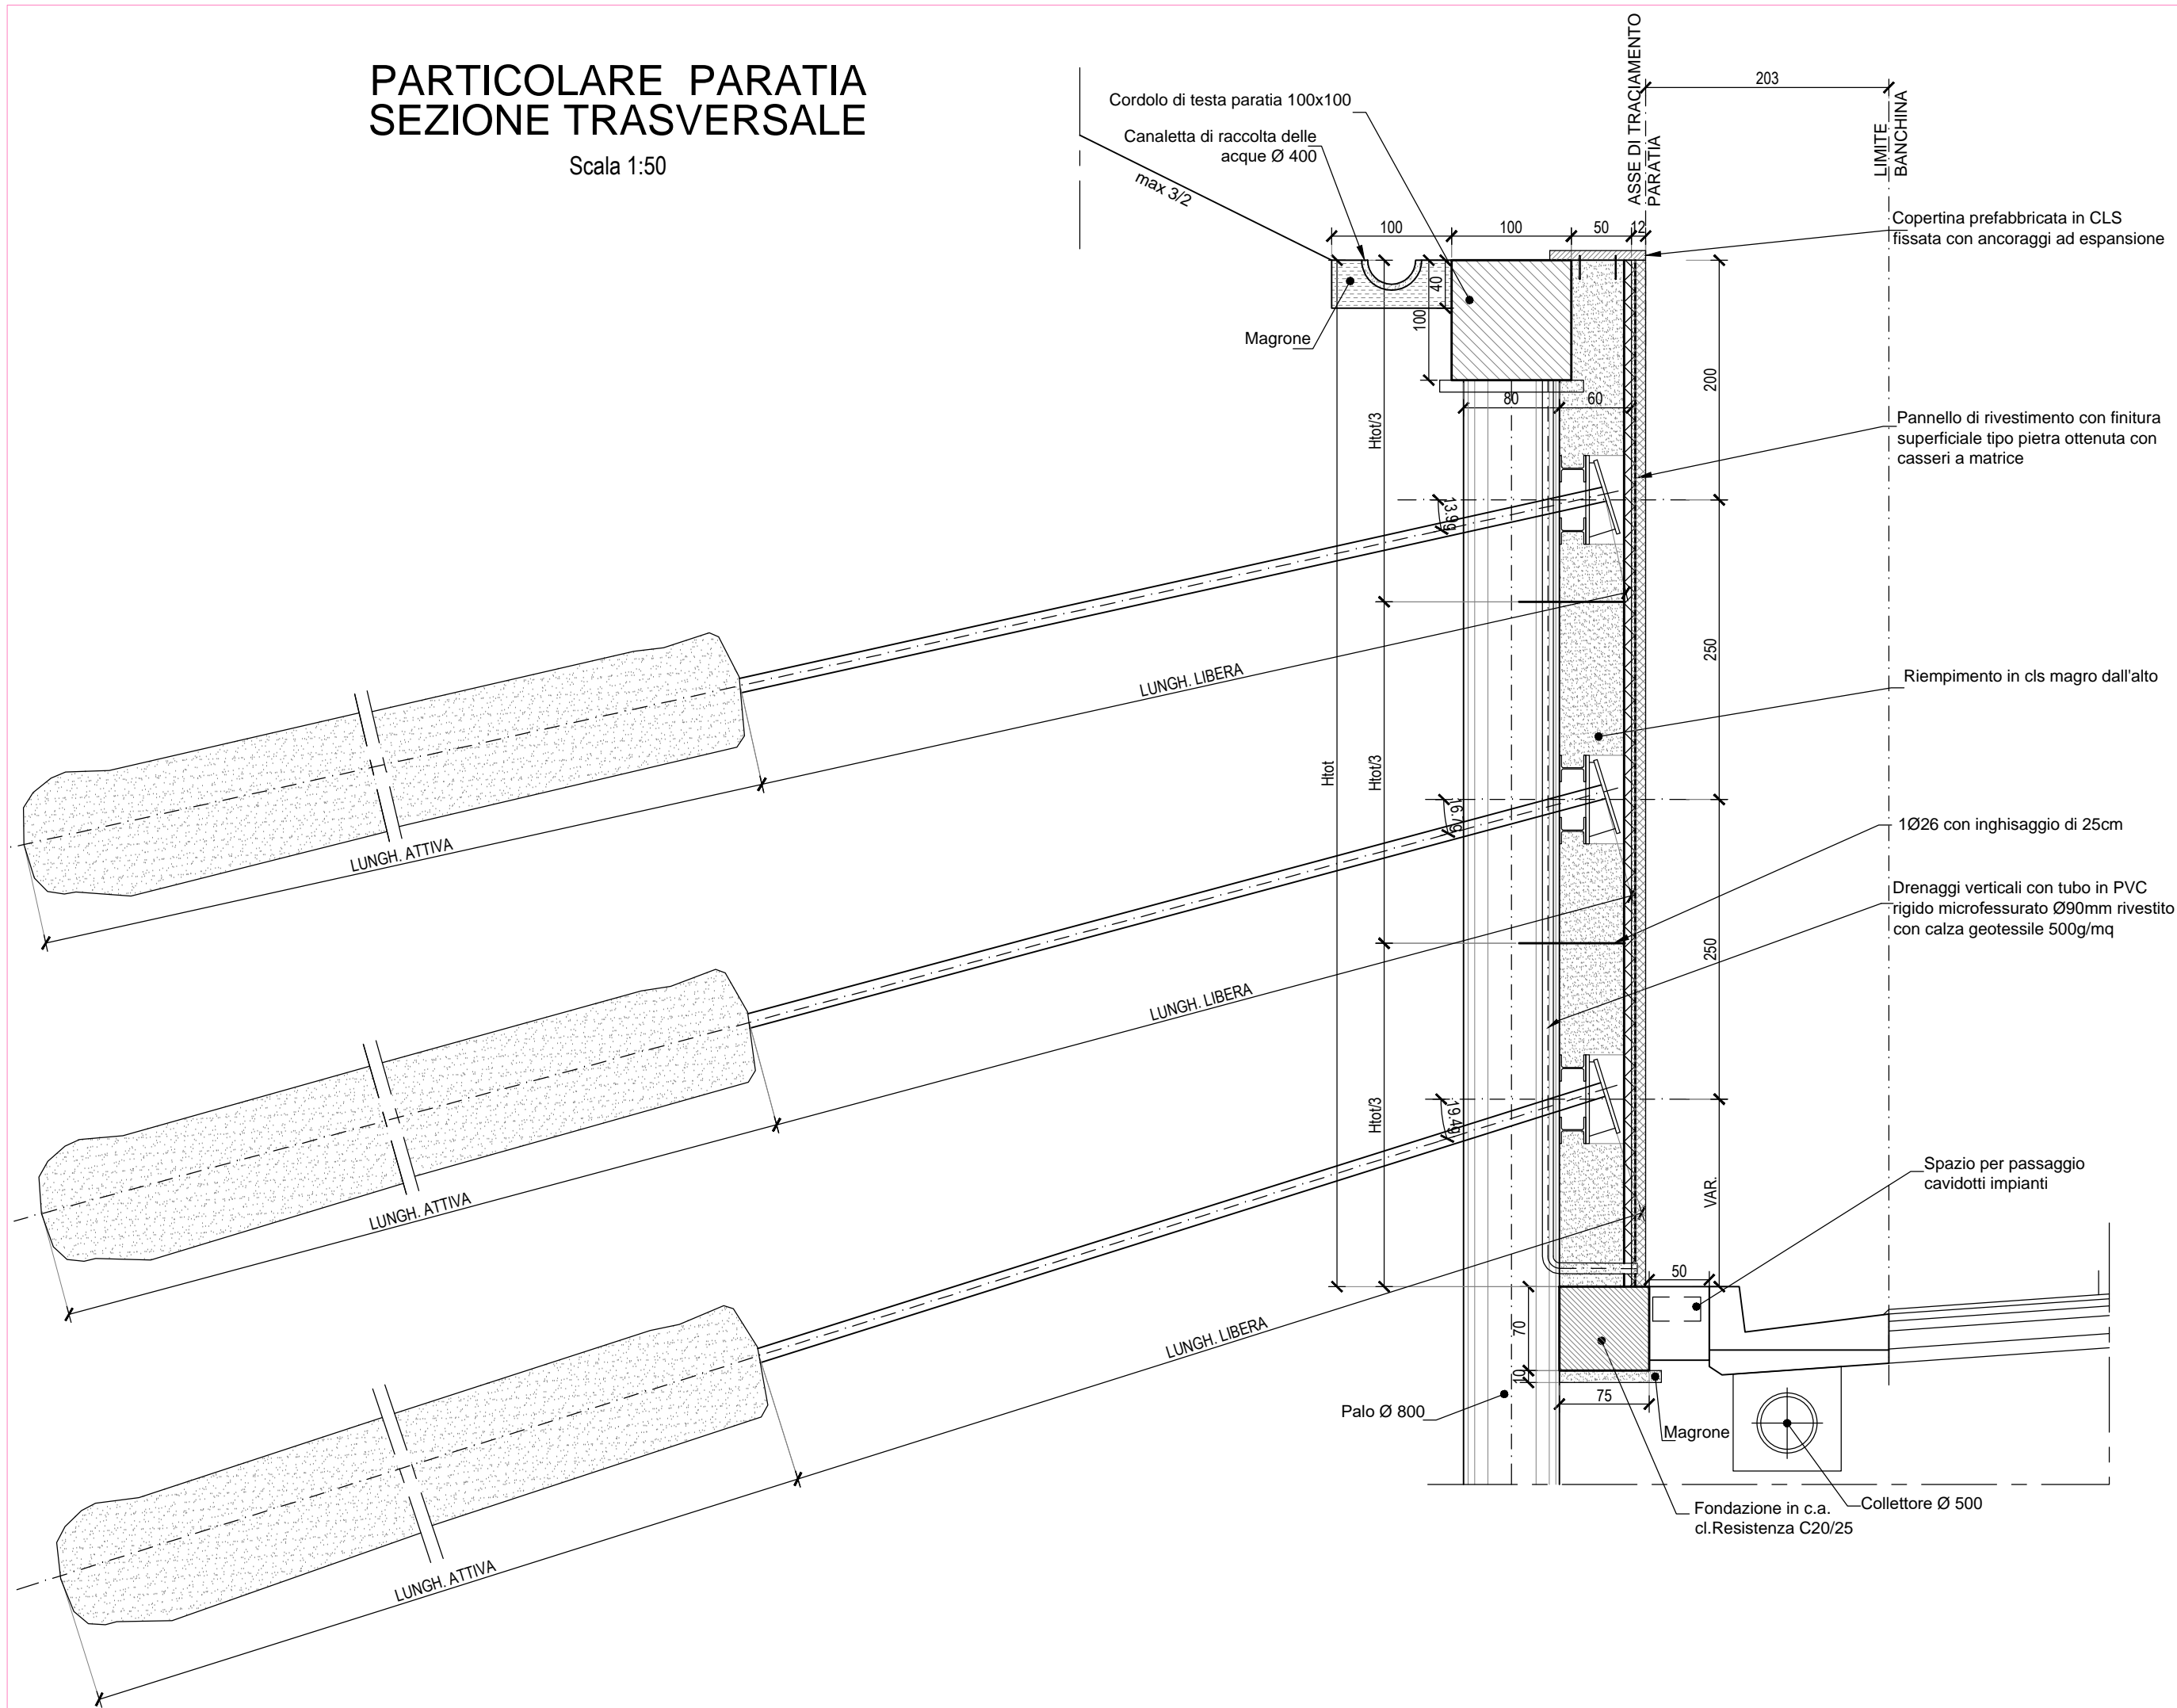 PARTICOLARE PARATIA
SEZIONE TRASVERSALE
Scala 1:50
ASSE DI TRACIAMENTO
PARATIA
203
LIMITE
BANCHINA
Cordolo di testa paratia 100x100
Canaletta di raccolta delle
acque Ø 400
max 3/2
100
100
50
12
Copertina prefabbricata in CLS
fissata con ancoraggi ad espansione
40
100
Magrone
200
80
60
Htot/3
Pannello di rivestimento con finitura
superficiale tipo pietra ottenuta con
casseri a matrice
13.9g
250
LUNGH. LIBERA
Riempimento in cls magro dall'alto
Htot
Htot/3
16.7g
LUNGH. ATTIVA
1Ø26 con inghisaggio di 25cm
Drenaggi verticali con tubo in PVC
rigido microfessurato Ø90mm rivestito
con calza geotessile 500g/mq
250
LUNGH. LIBERA
Htot/3
19.4g
LUNGH. ATTIVA
VAR.
Spazio per passaggio
cavidotti impianti
50
70
10
LUNGH. LIBERA
75
Palo Ø 800
Magrone
Fondazione in c.a.
cl.Resistenza C20/25
Collettore Ø 500
LUNGH. ATTIVA